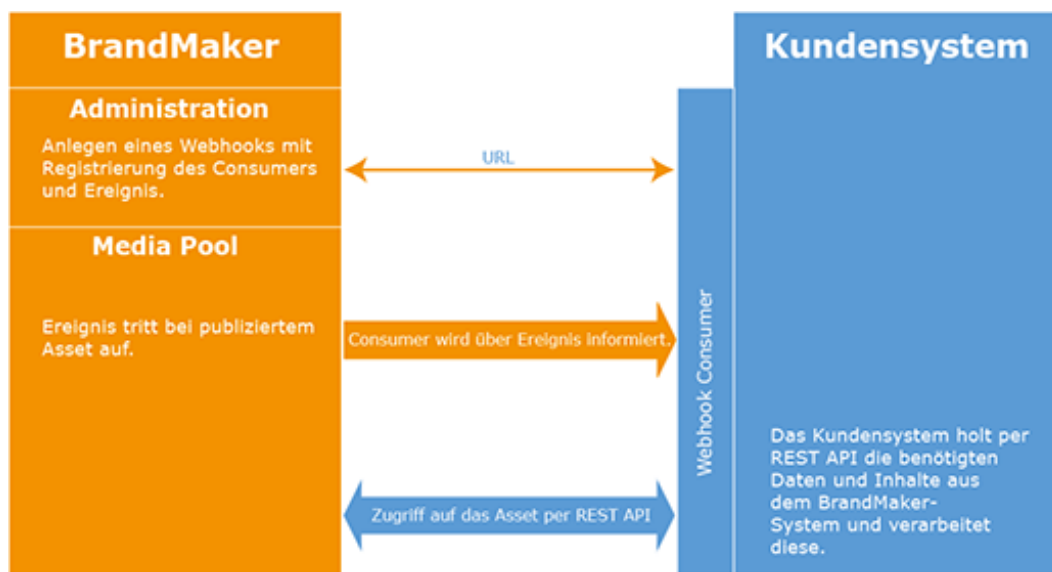 BrandMaker
Administration
Anlegen eines Webhooks mit
Registrierung des Consumers
und Ereignis.
Media Pool
Ereignis tritt bei publiziertem
Asset auf.
URL
Consumer wird über Ereignis informiert.
Zugriff auf das Asset per REST API
Webhook Consumer
Kundensystem
Das Kundensystem holt per
REST API die benötigten
Daten und Inhalte aus
dem BrandMaker-
System und verarbeitet
diese.